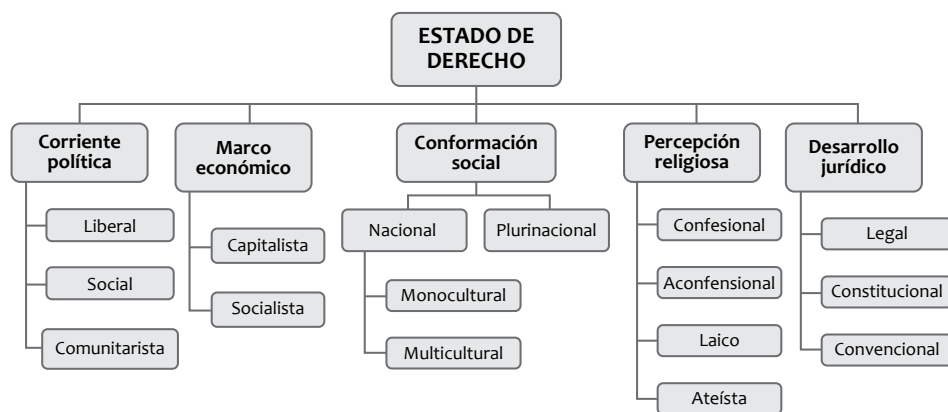 ESTADO DE
DERECHO
Corriente
política
Liberal
Social
Comunitarista
Marco
económico
Capitalista
Socialista
Conformación
social
Nacional
Plurinacional
Monocultural
Multicultural
Percepción
religiosa
Confesional
Aconfensional
Laico
Ateísta
Desarrollo
jurídico
Legal
Constitucional
Convencional